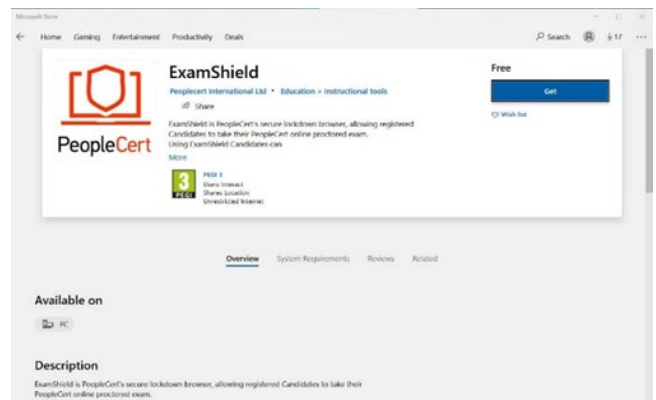 Microsoft Store
Home Gaming Entertainment Productivity Deals Search 17
ExamShield
Free
Peoplecert International Ltd • Education > Instructional tools
Get
Share
Wish list
ExamShield is PeopleCert's secure lockdown browser, allowing registered
Candidates to take their PeopleCert online proctored exam.
Using ExamShield Candidates can
More
PeopleCert
3
PEGI
PEGI 3
Users Interact
Shares Location
Unrestricted Internet
Overview System Requirements Reviews Related
Available on
PC
Description
ExamShield is PeopleCert's secure lockdown browser, allowing registered Candidates to take their
PeopleCert online proctored exam.